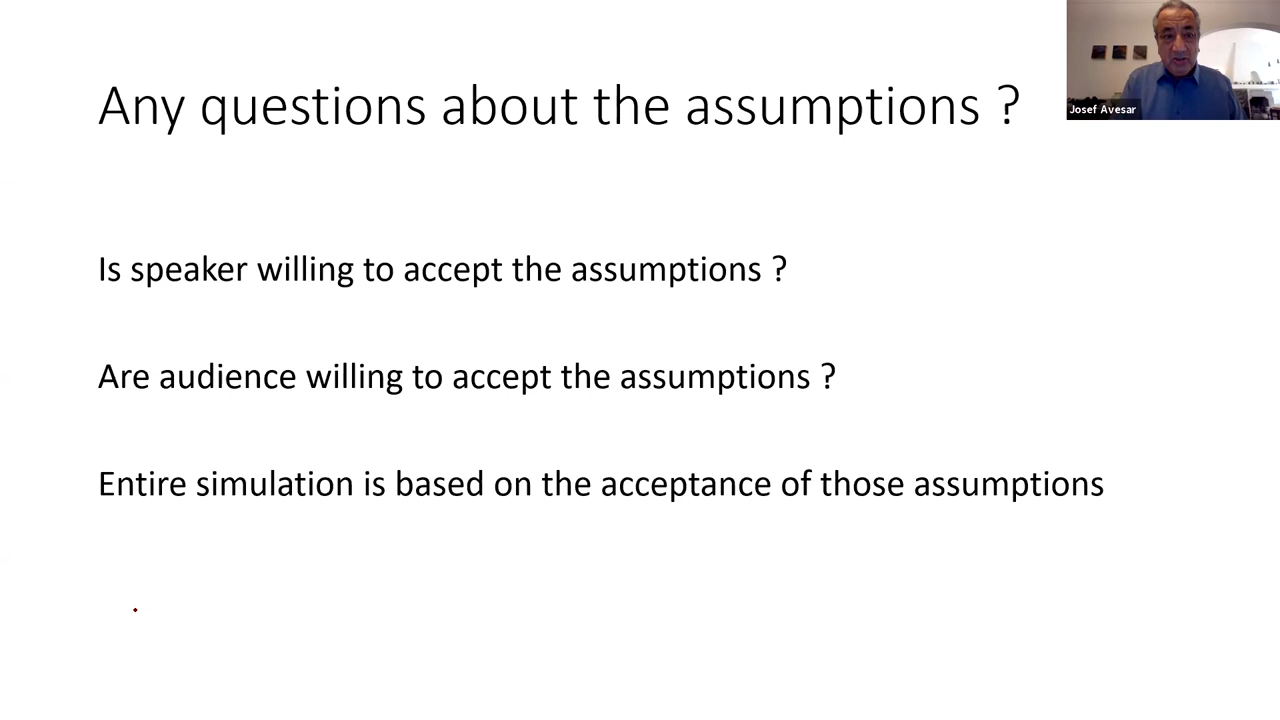 Any questions about the assumptions ?
Josef Avesar
Is speaker willing to accept the assumptions ?
Are audience willing to accept the assumptions ?
Entire simulation is based on the acceptance of those assumptions